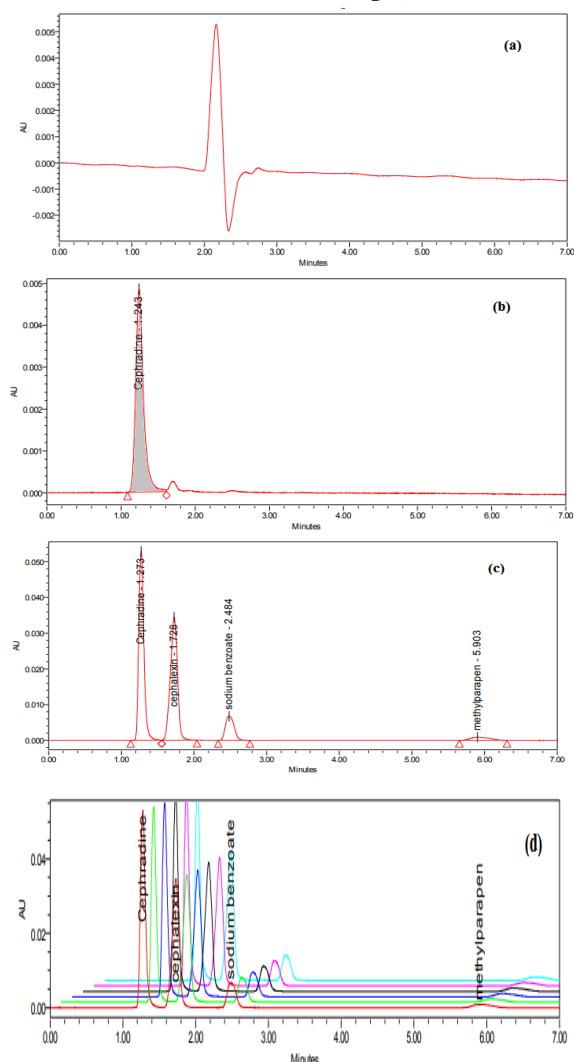 (a)
AU
0.005
0.004
0.003
0.002
0.001
0.000
-0.001
-0.002
0.00 1.00 2.00 3.00 4.00 5.00 6.00 7.00
Minutes
(b)
AU
0.005
0.004
0.003
0.002
0.001
0.000
Cephradine - 1.243
0.00 1.00 2.00 3.00 4.00 5.00 6.00 7.00
Minutes
(c)
AU
0.050
0.040
0.030
0.020
0.010
0.000
Cephradine - 1.273
cephalexin - 1.728
sodium benzoate - 2.484
methylparapen - 5.903
0.00 1.00 2.00 3.00 4.00 5.00 6.00 7.00
Minutes
(d)
AU
0.04
0.02
0.00
Cephradine
cephalexin
sodium benzoate
methylparapen
0.00 1.00 2.00 3.00 4.00 5.00 6.00 7.00
Minutes